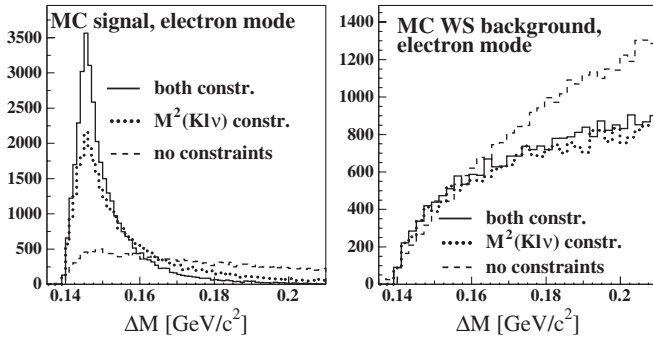 MC signal, electron mode
3500
3000
2500
2000
1500
1000
500
0
both constr.
M²(Klν) constr.
no constraints
0.14
0.16
0.18
0.2
ΔM [GeV/c²]
MC WS background,
electron mode
1400
1200
1000
800
600
400
200
0
both constr.
M²(Klν) constr.
no constraints
0.14
0.16
0.18
0.2
ΔM [GeV/c²]